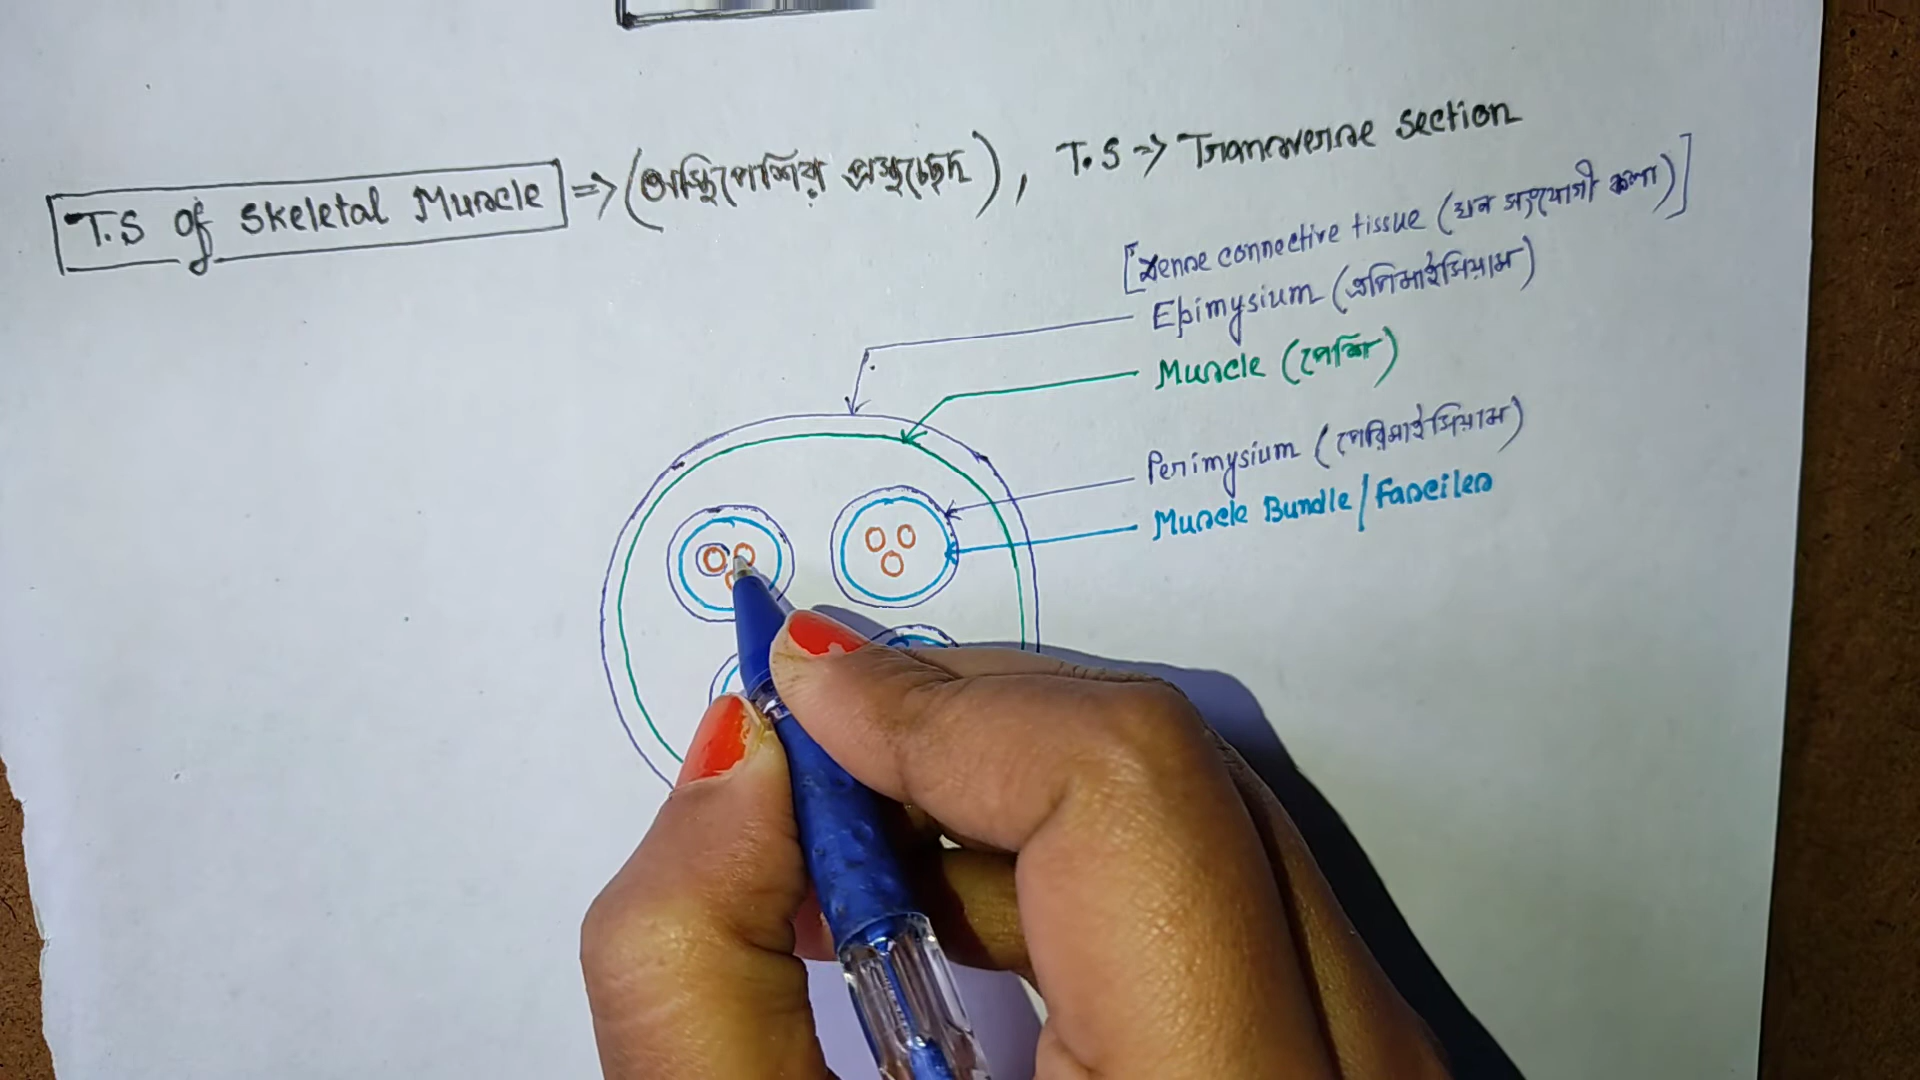 T.S of Skeletal Muscle => (অস্থিপেশির প্রস্থচ্ছেদ), T.S => Transverse section
[Dense connective tissue (ঘন সংযোগী কলা)]
Epimysium (এপিমাইসিয়াম)
Muscle (পেশি)
Perimysium (পেরিমাইসিয়াম)
Muscle Bundle/Fasciles